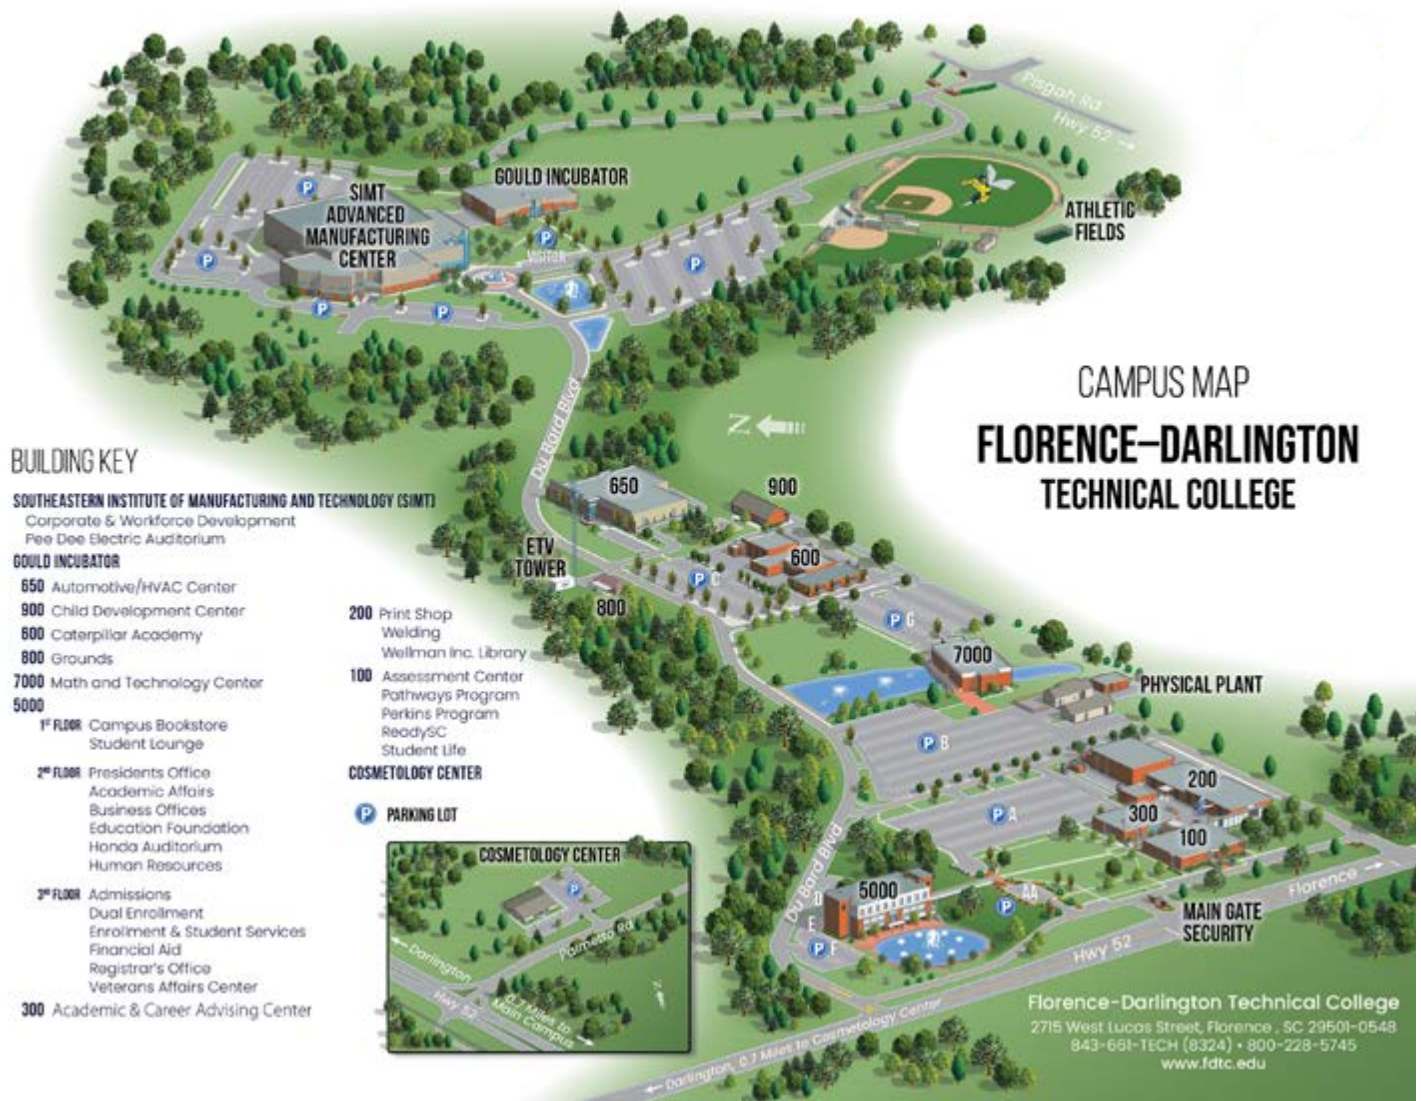 Pisgah Rd
Hwy 52
GOULD INCUBATOR
SIMT
ADVANCED
MANUFACTURING
CENTER
P
P
P
P
P
VISITOR
P
ATHLETIC
FIELDS
CAMPUS MAP
FLORENCE–DARLINGTON
TECHNICAL COLLEGE
N
Du Bard Blvd
650
900
ETV
TOWER
600
P C
800
P G
7000
PHYSICAL PLANT
P B
200
P A
300
100
Du Bard Blvd
5000
D
E
P F
P
AA
Florence
MAIN GATE
SECURITY
Hwy 52
Darlington, 0.7 Miles to Cosmetology Center
BUILDING KEY
SOUTHEASTERN INSTITUTE OF MANUFACTURING AND TECHNOLOGY (SIMT)
Corporate & Workforce Development
Pee Dee Electric Auditorium
GOULD INCUBATOR
650 Automotive/HVAC Center
900 Child Development Center
600 Caterpillar Academy
800 Grounds
7000 Math and Technology Center
5000
1ST FLOOR Campus Bookstore
Student Lounge
2ND FLOOR Presidents Office
Academic Affairs
Business Offices
Education Foundation
Honda Auditorium
Human Resources
3RD FLOOR Admissions
Dual Enrollment
Enrollment & Student Services
Financial Aid
Registrar's Office
Veterans Affairs Center
300 Academic & Career Advising Center
200 Print Shop
Welding
Wellman Inc. Library
100 Assessment Center
Pathways Program
Perkins Program
ReadySC
Student Life
COSMETOLOGY CENTER
P PARKING LOT
COSMETOLOGY CENTER
P
Palmetto Rd
Darlington
Hwy 52
0.7 Miles to
Main Campus
N
Florence-Darlington Technical College
2715 West Lucas Street, Florence , SC 29501-0548
843-661-TECH (8324) • 800-228-5745
www.fdtc.edu